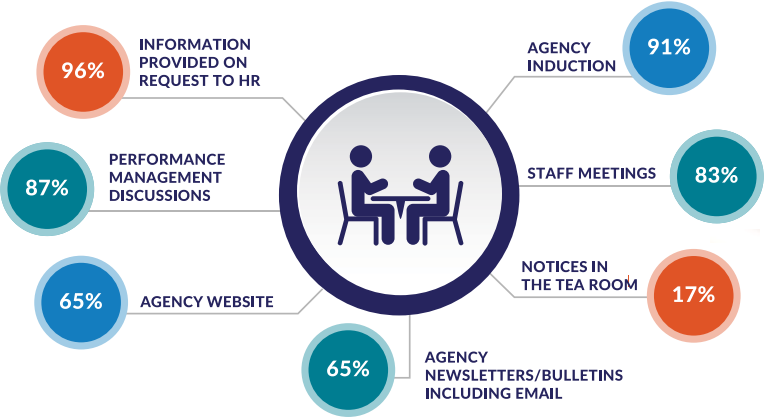 96%
INFORMATION
PROVIDED ON
REQUEST TO HR
AGENCY
INDUCTION
91%
87%
PERFORMANCE
MANAGEMENT
DISCUSSIONS
STAFF MEETINGS
83%
65%
AGENCY WEBSITE
NOTICES IN
THE TEA ROOM
17%
65%
AGENCY
NEWSLETTERS/BULLETINS
INCLUDING EMAIL